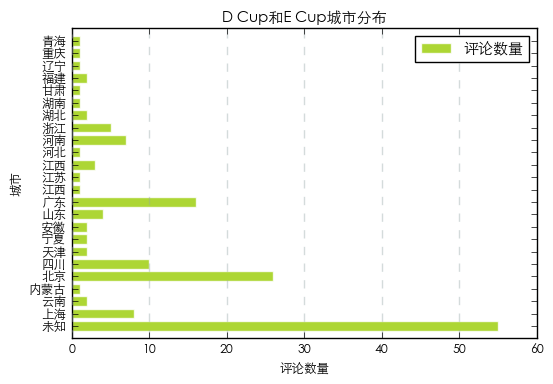 D Cup和E Cup城市分布
评论数量
青海
重庆
辽宁
福建
甘肃
湖南
湖北
浙江
河南
河北
江西
江苏
江西
广东
山东
安徽
宁夏
天津
四川
北京
内蒙古
云南
上海
未知
城市
0 10 20 30 40 50 60
评论数量